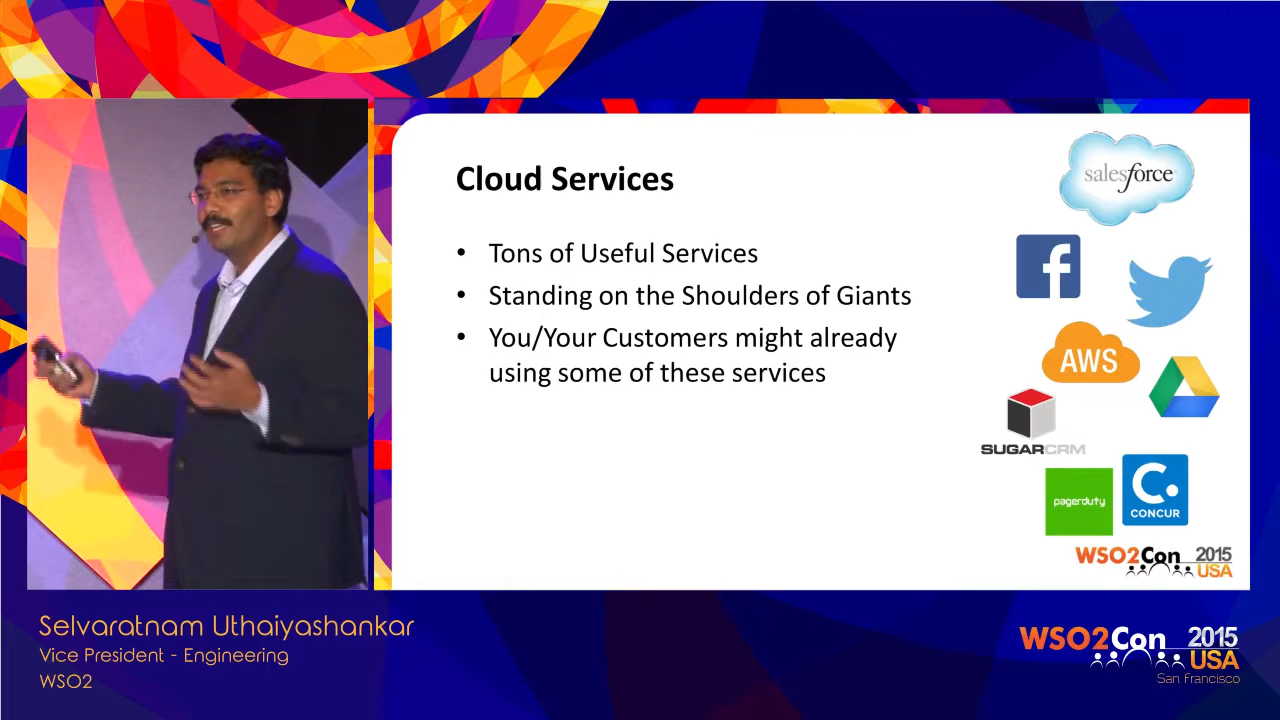 Cloud Services
• Tons of Useful Services
• Standing on the Shoulders of Giants
• You/Your Customers might already
using some of these services
salesforce
f
AWS
SUGARCRM
pagerduty
C.
CONCUR
WSO2Con 2015
USA
Selvaratnam Uthaiyashankar
Vice President - Engineering
WSO2
WSO2Con 2015
USA
San Francisco